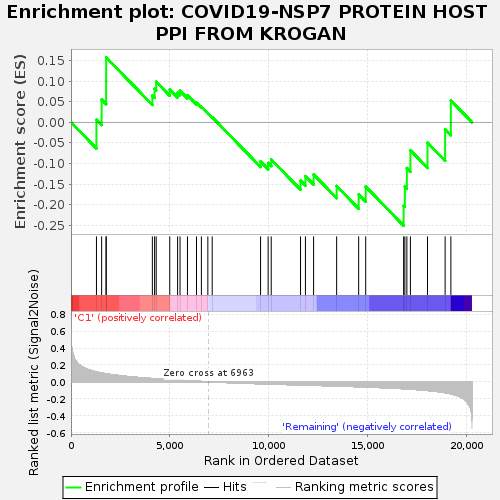 Enrichment plot: COVID19-NSP7 PROTEIN HOST
PPI FROM KROGAN
Enrichment score (ES)
0.15
0.10
0.05
0.00
-0.05
-0.10
-0.15
-0.20
-0.25
'C1' (positively correlated)
Ranked list metric (Signal2Noise)
0.8
0.6
0.4
0.2
0.0
-0.2
-0.4
-0.6
Zero cross at 6963
'Remaining' (negatively correlated)
0
5,000
10,000
15,000
20,000
Rank in Ordered Dataset
Enrichment profile
Hits
Ranking metric scores